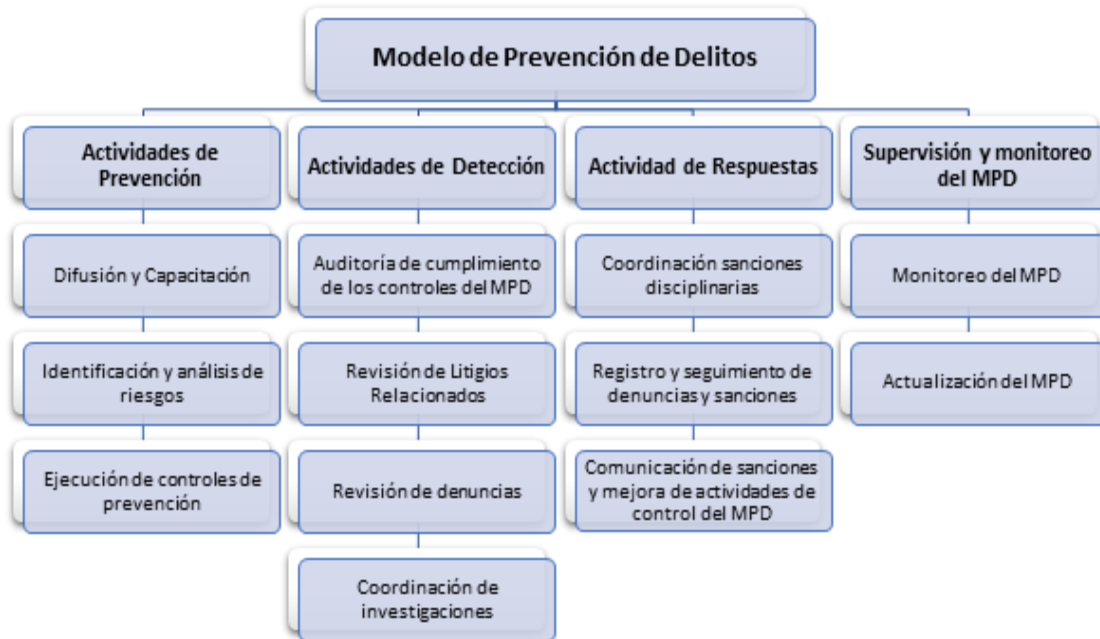 Modelo de Prevención de Delitos
Actividades de
Prevención
Difusión y Capacitación
Identificación y análisis de
riesgos
Ejecución de controles de
prevención
Actividades de Detección
Auditoría de cumplimiento
de los controles del MPD
Revisión de Litigios
Relacionados
Revisión de denuncias
Coordinación de
investigaciones
Actividad de Respuestas
Coordinación sanciones
disciplinarias
Registro y seguimiento de
denuncias y sanciones
Comunicación de sanciones
y mejora de actividades de
control del MPD
Supervisión y monitoreo
del MPD
Monitoreo del MPD
Actualización del MPD